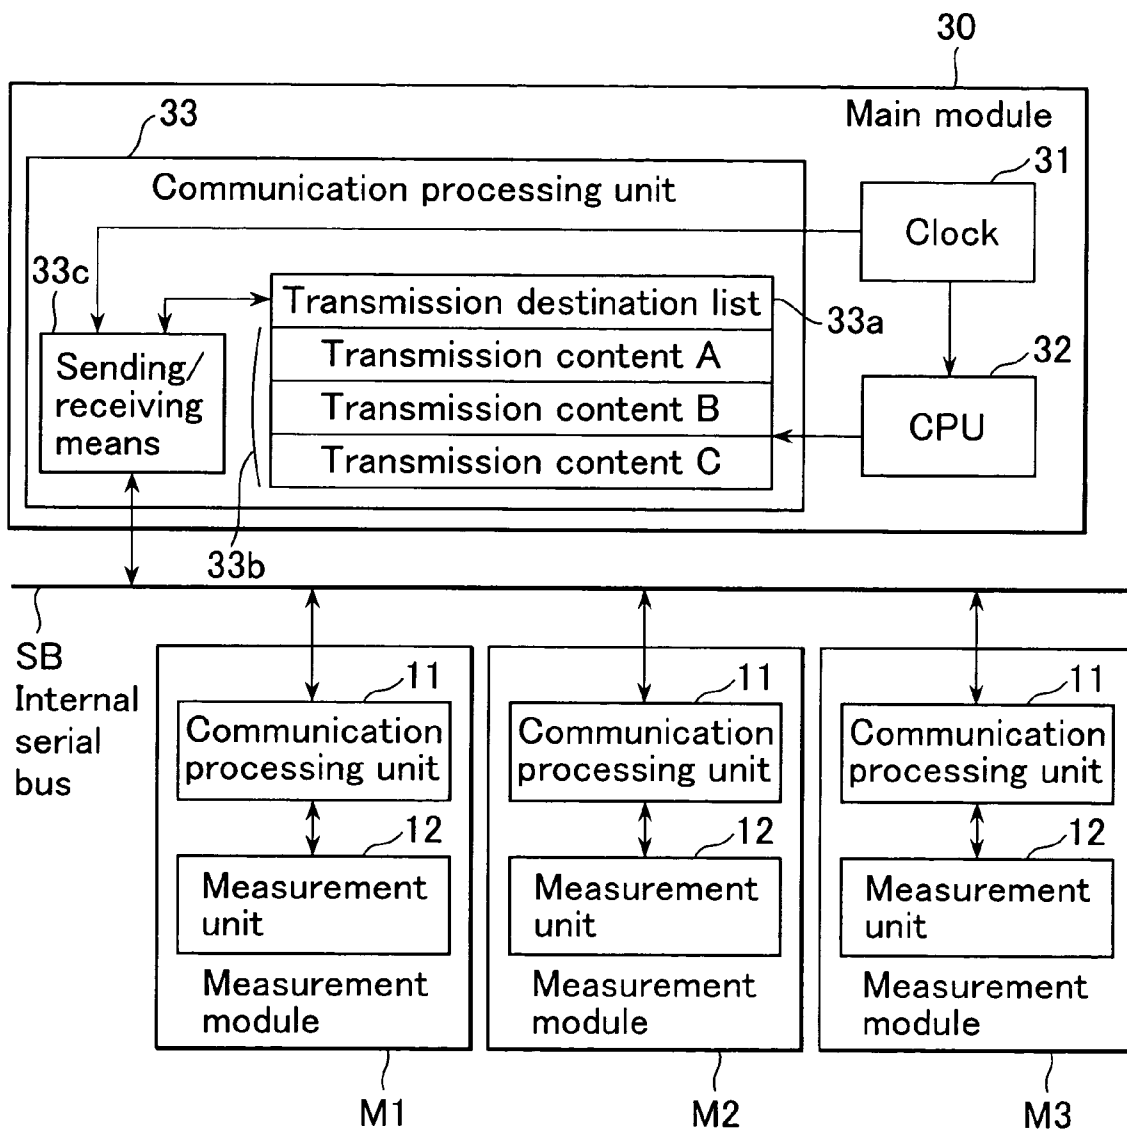 30
Main module
33
31
Communication processing unit
Clock
33c
Transmission destination list
33a
Sending/
receiving
means
Transmission content A
32
Transmission content B
CPU
Transmission content C
33b
SB
Internal
serial
bus
11
Communication
processing unit
12
Measurement
unit
Measurement
module
M1
11
Communication
processing unit
12
Measurement
unit
Measurement
module
M2
11
Communication
processing unit
12
Measurement
unit
Measurement
module
M3